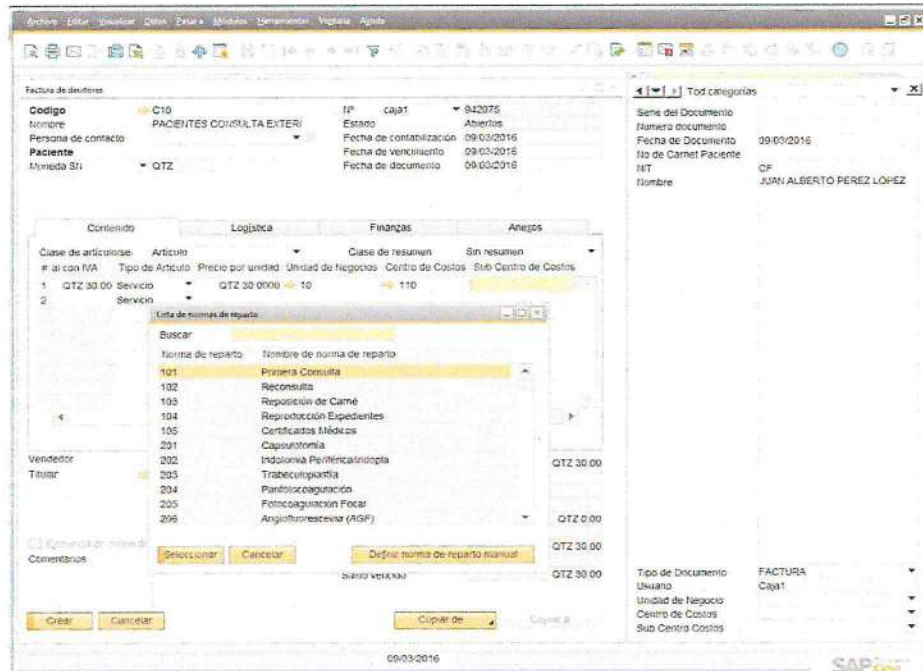 Archivo Editar Visualizar Datos Pasar a Módulos Herramientas Ventana Ayuda
Factura de deudores
Codigo C10
Nombre PACIENTES CONSULTA EXTERI
Persona de contacto
Paciente
Moneda SN QTZ
Nº caja1 942075
Estado Abiertos
Fecha de contabilización 09/03/2016
Fecha de vencimiento 09/03/2016
Fecha de documento 09/03/2016
Contenido Logística Finanzas Anexos
Clase de artículo/se Artículo Clase de resumen Sin resumen
# al con IVA Tipo de Artículo Precio por unidad Unidad de Negocios Centro de Costos Sub Centro de Costos
1 QTZ 30.00 Servicio QTZ 30.0000 10 110
2 Servicio
Lista de normas de reparto
Buscar
Norma de reparto Nombre de norma de reparto
101 Primera Consulta
102 Reconsulta
103 Reposición de Carné
104 Reproducción Expedientes
105 Certificados Médicos
201 Capsulotomía
202 Periférica/Iridopla
203 Trabeculoplastia
204 Panfotocoagulación
205 Fotocoagulación Focal
206 Angiofluoresceina (AGF)
Seleccionar Cancelar Definir norma de reparto manual
Vendedor
Titular
Comentarios
QTZ 30.00
QTZ 0.00
QTZ 30.00
Saldo vencido QTZ 30.00
Crear Cancelar Copiar de Copiar a
Tod categorías
Serie del Documento
Numero documento
Fecha de Documento 09/03/2016
No de Carnet Paciente
NIT CF
Nombre JUAN ALBERTO PEREZ LOPEZ
Tipo de Documento FACTURA
Usuario Caja1
Unidad de Negocio
Centro de Costos
Sub Centro Costos
09/03/2016
SAP